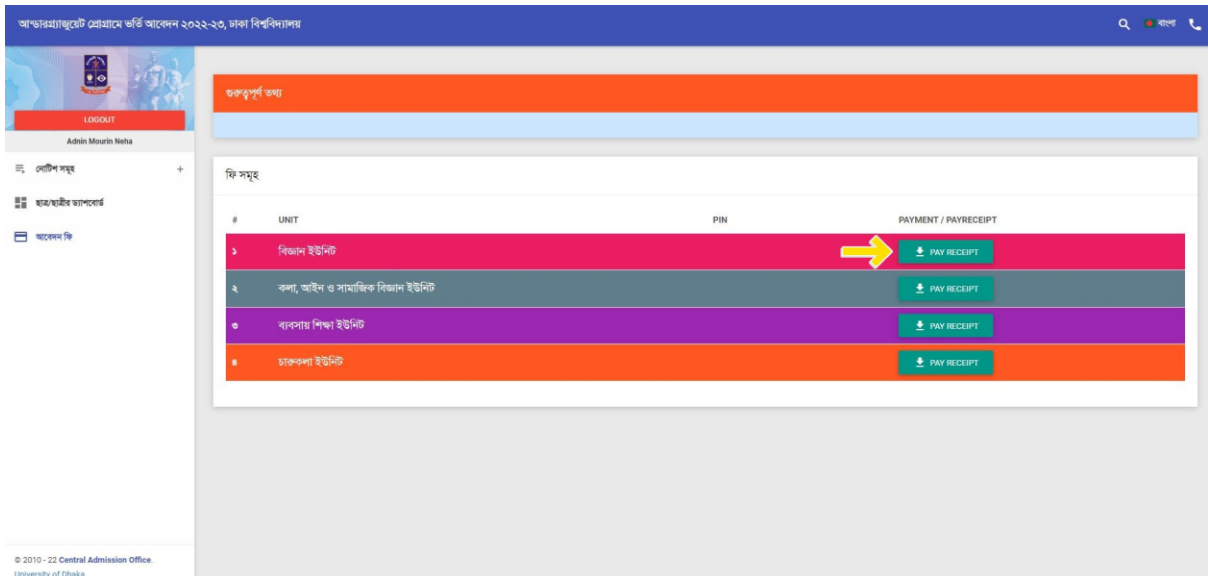 আন্ডারগ্র্যাজুয়েট প্রোগ্রামে ভর্তি আবেদন ২০২২-২৩, ঢাকা বিশ্ববিদ্যালয়
বাংলা
LOGOUT
Adnin Mourin Neha
নোটিশ সমূহ +
ছাত্র/ছাত্রীর ড্যাশবোর্ড
আবেদন ফি
গুরুত্বপূর্ণ তথ্য
ফি সমূহ
# UNIT PIN PAYMENT / PAYRECEIPT
১ বিজ্ঞান ইউনিট PAY RECEIPT
২ কলা, আইন ও সামাজিক বিজ্ঞান ইউনিট PAY RECEIPT
৩ ব্যবসায় শিক্ষা ইউনিট PAY RECEIPT
৪ চারুকলা ইউনিট PAY RECEIPT
© 2010 - 22 Central Admission Office.
University of Dhaka